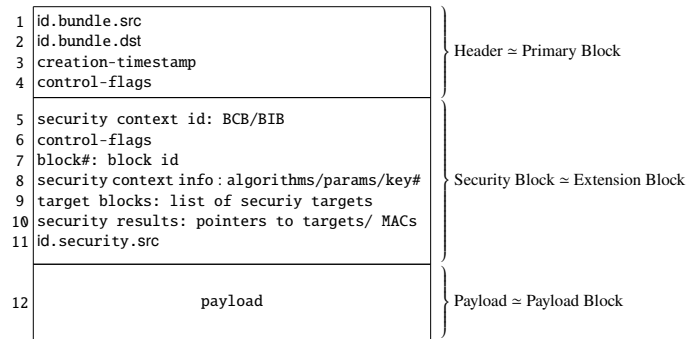 1 id.bundle.src
2 id.bundle.dst
3 creation-timestamp
4 control-flags
Header ≃ Primary Block
5 security context id: BCB/BIB
6 control-flags
7 block#: block id
8 security context info : algorithms/params/key#
9 target blocks: list of securiy targets
10 security results: pointers to targets/ MACs
11 id.security.src
Security Block ≃ Extension Block
12 payload
Payload ≃ Payload Block